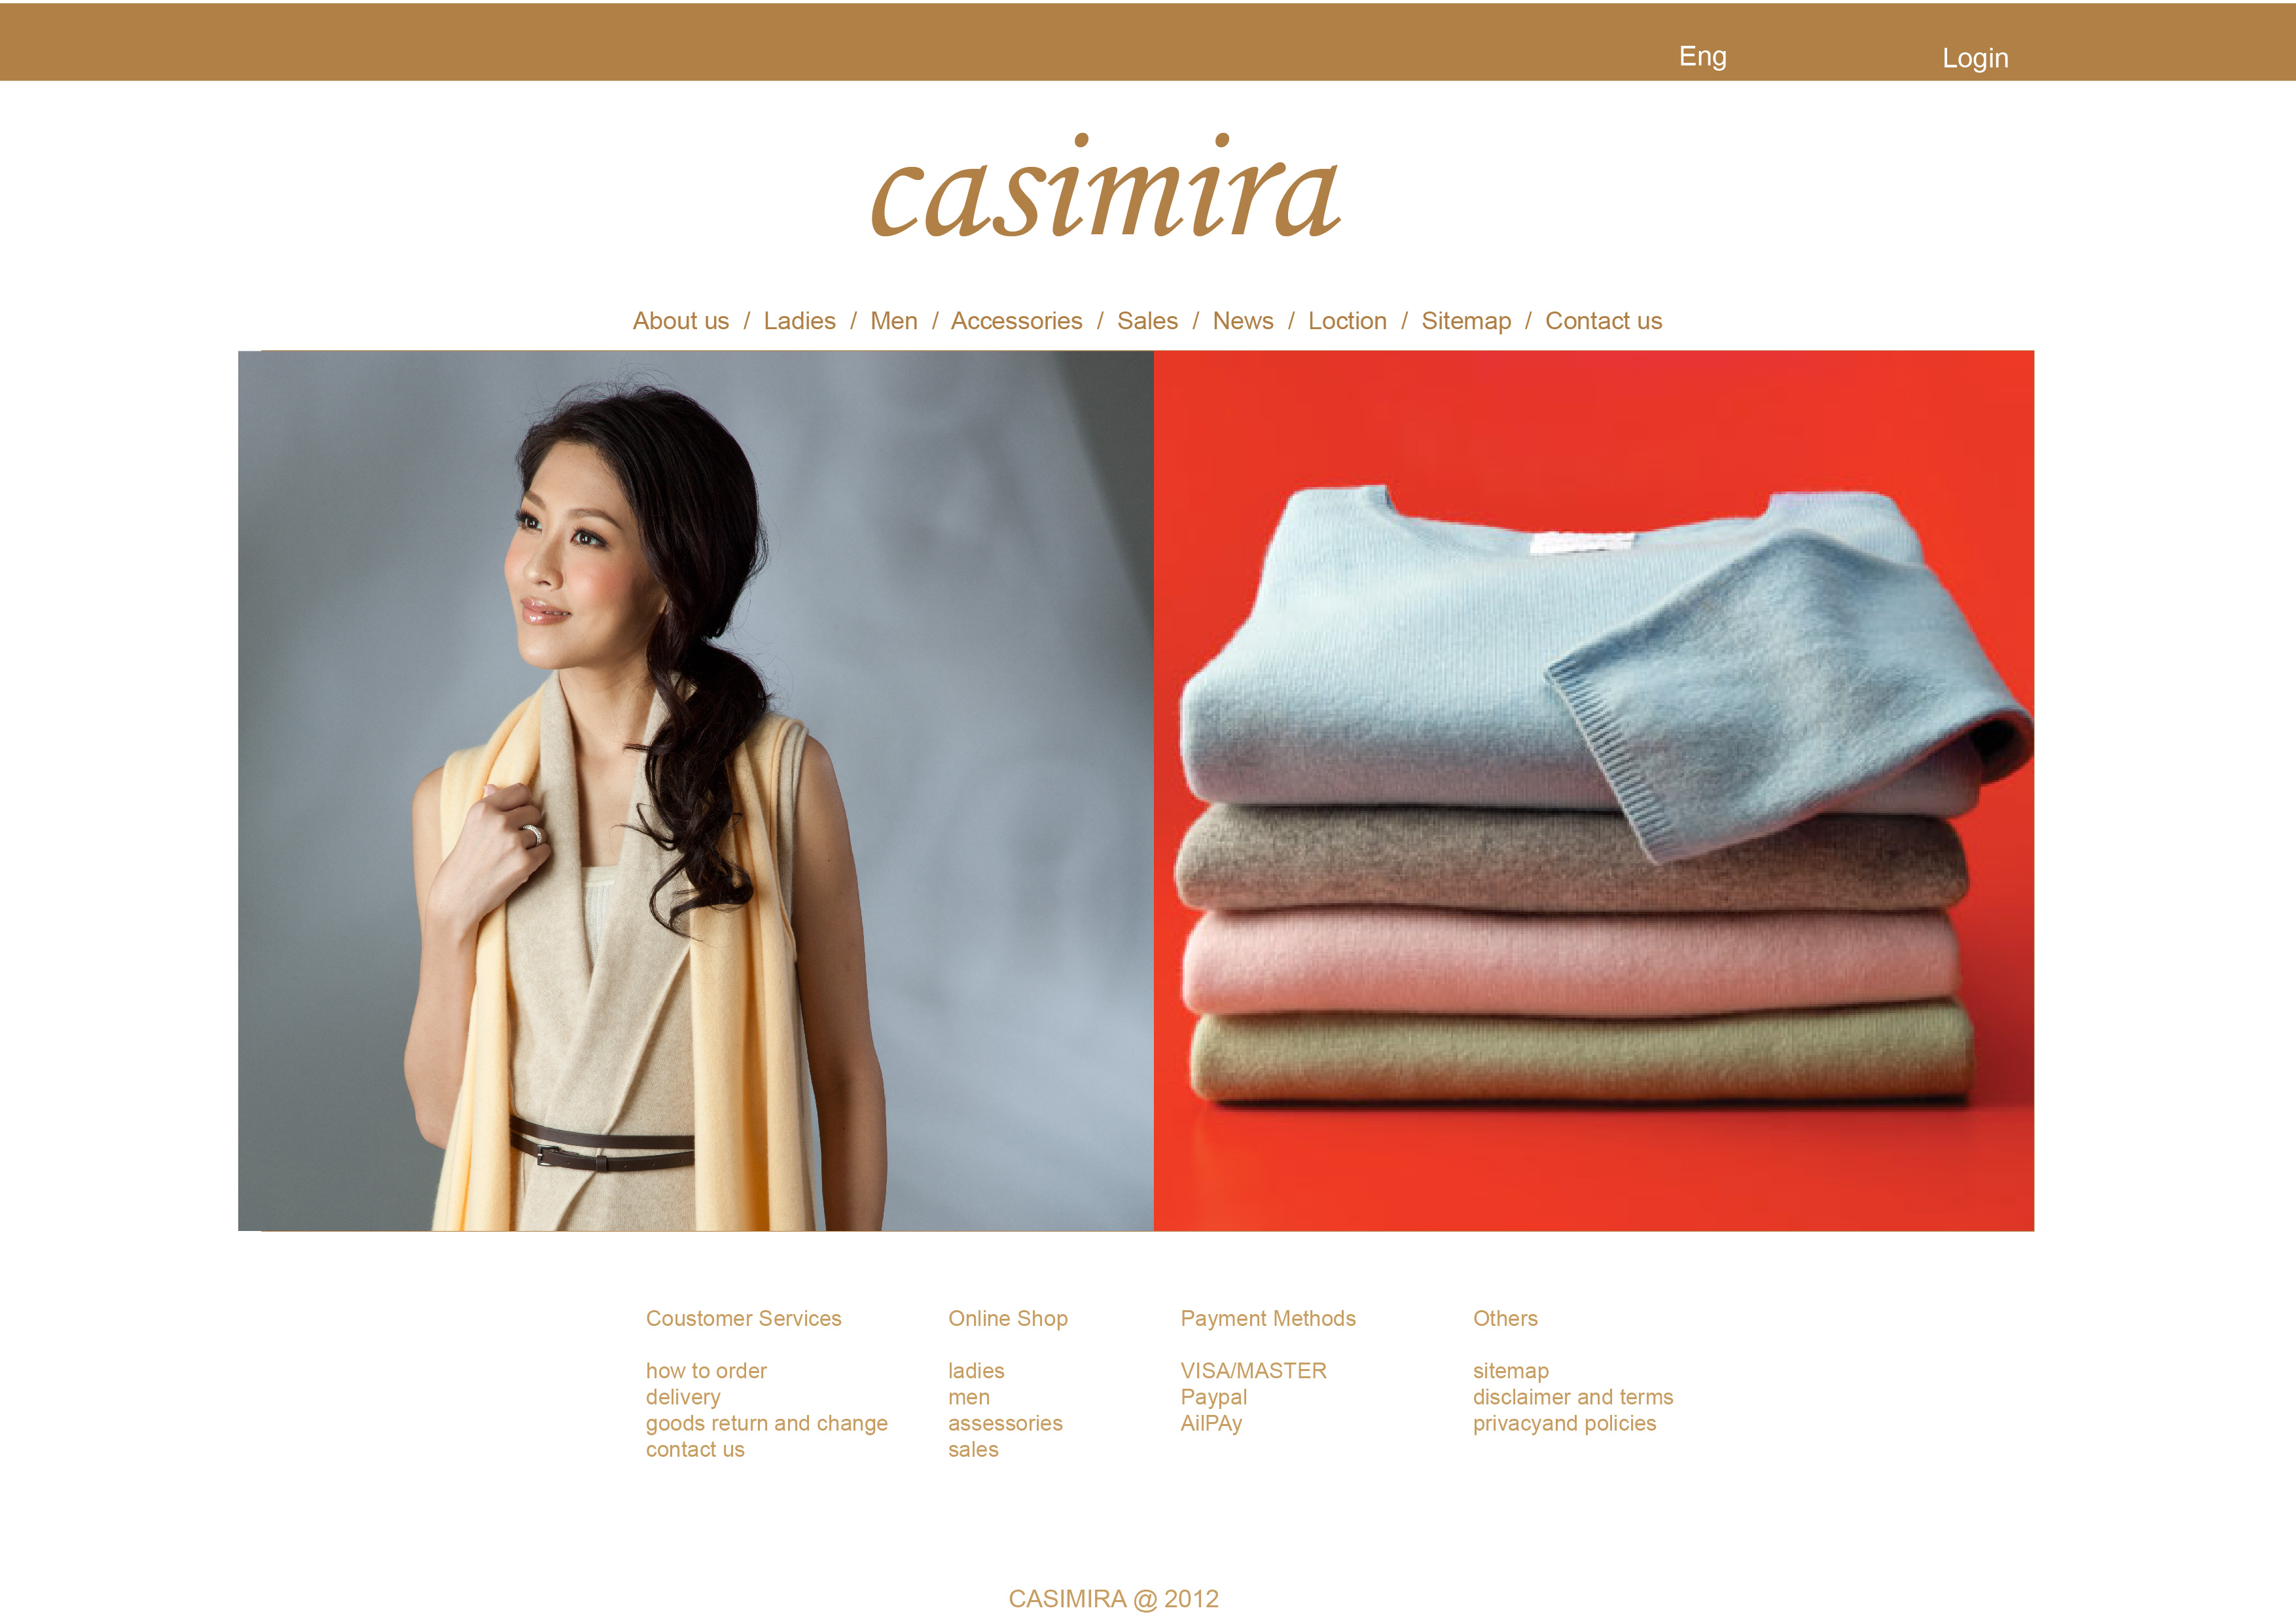 Eng Login
casimira
About us / Ladies / Men / Accessories / Sales / News / Loction / Sitemap / Contact us
Coustomer Services
how to order
delivery
goods return and change
contact us
Online Shop
ladies
men
assessories
sales
Payment Methods
VISA/MASTER
Paypal
AilPAy
Others
sitemap
disclaimer and terms
privacyand policies
CASIMIRA @ 2012